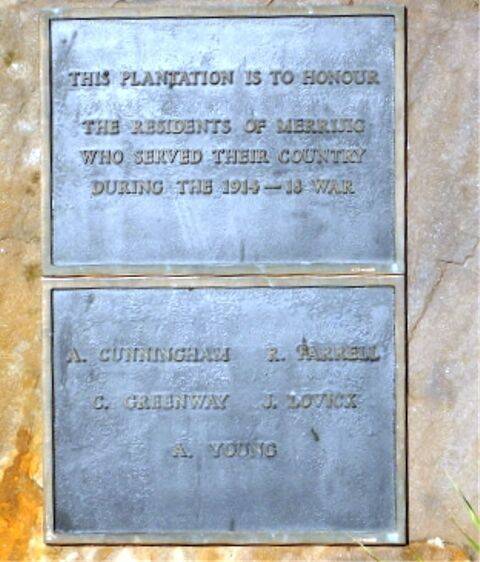 THIS PLANTATION IS TO HONOUR
THE RESIDENTS OF MERRIJIG
WHO SERVED THEIR COUNTRY
DURING THE 1914—18 WAR
A. CUNNINGHAM R. FARRELL
C. GREENWAY J. LOVICK
A. YOUNG